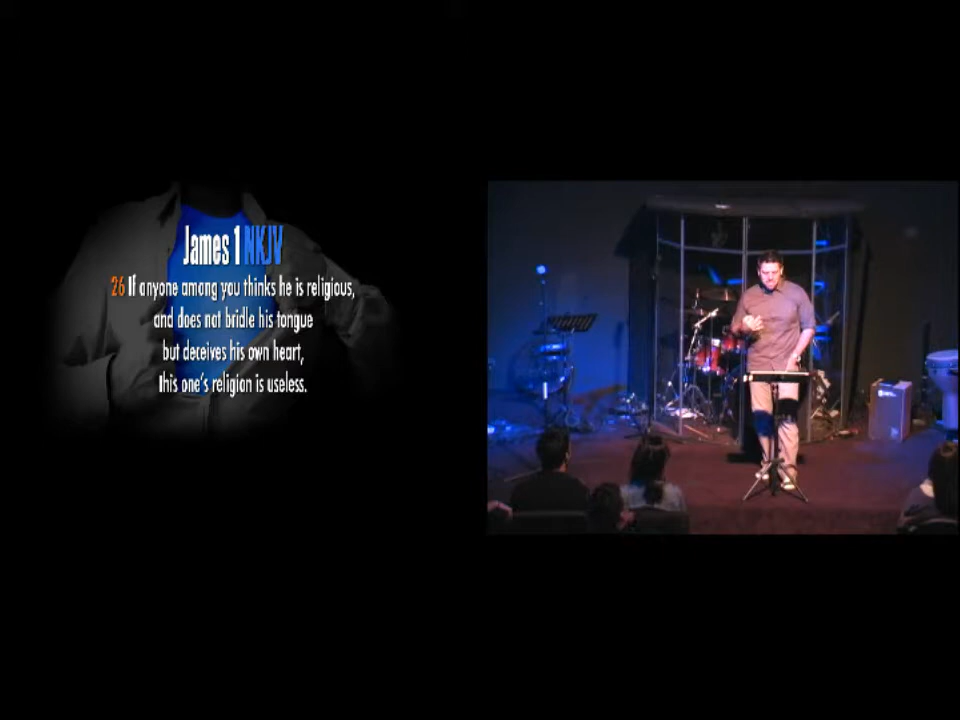 James 1 NKJV
26 If anyone among you thinks he is religious,
and does not bridle his tongue
but deceives his own heart,
this one's religion is useless.